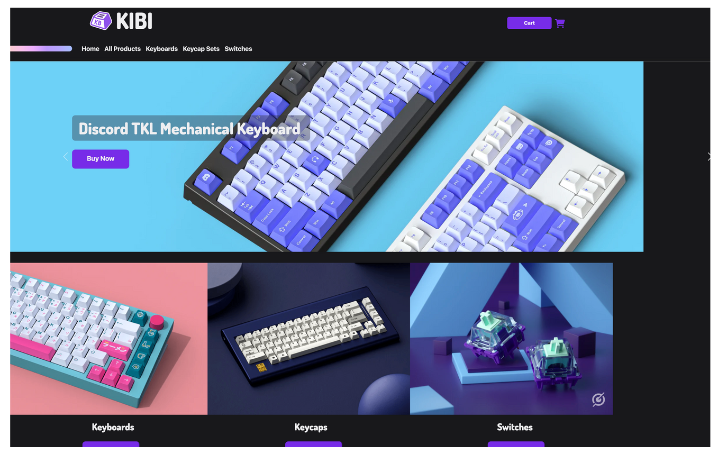 KIBI
Cart
Home All Products Keyboards Keycap Sets Switches
Discord TKL Mechanical Keyboard
Buy Now
Keyboards
Keycaps
Switches